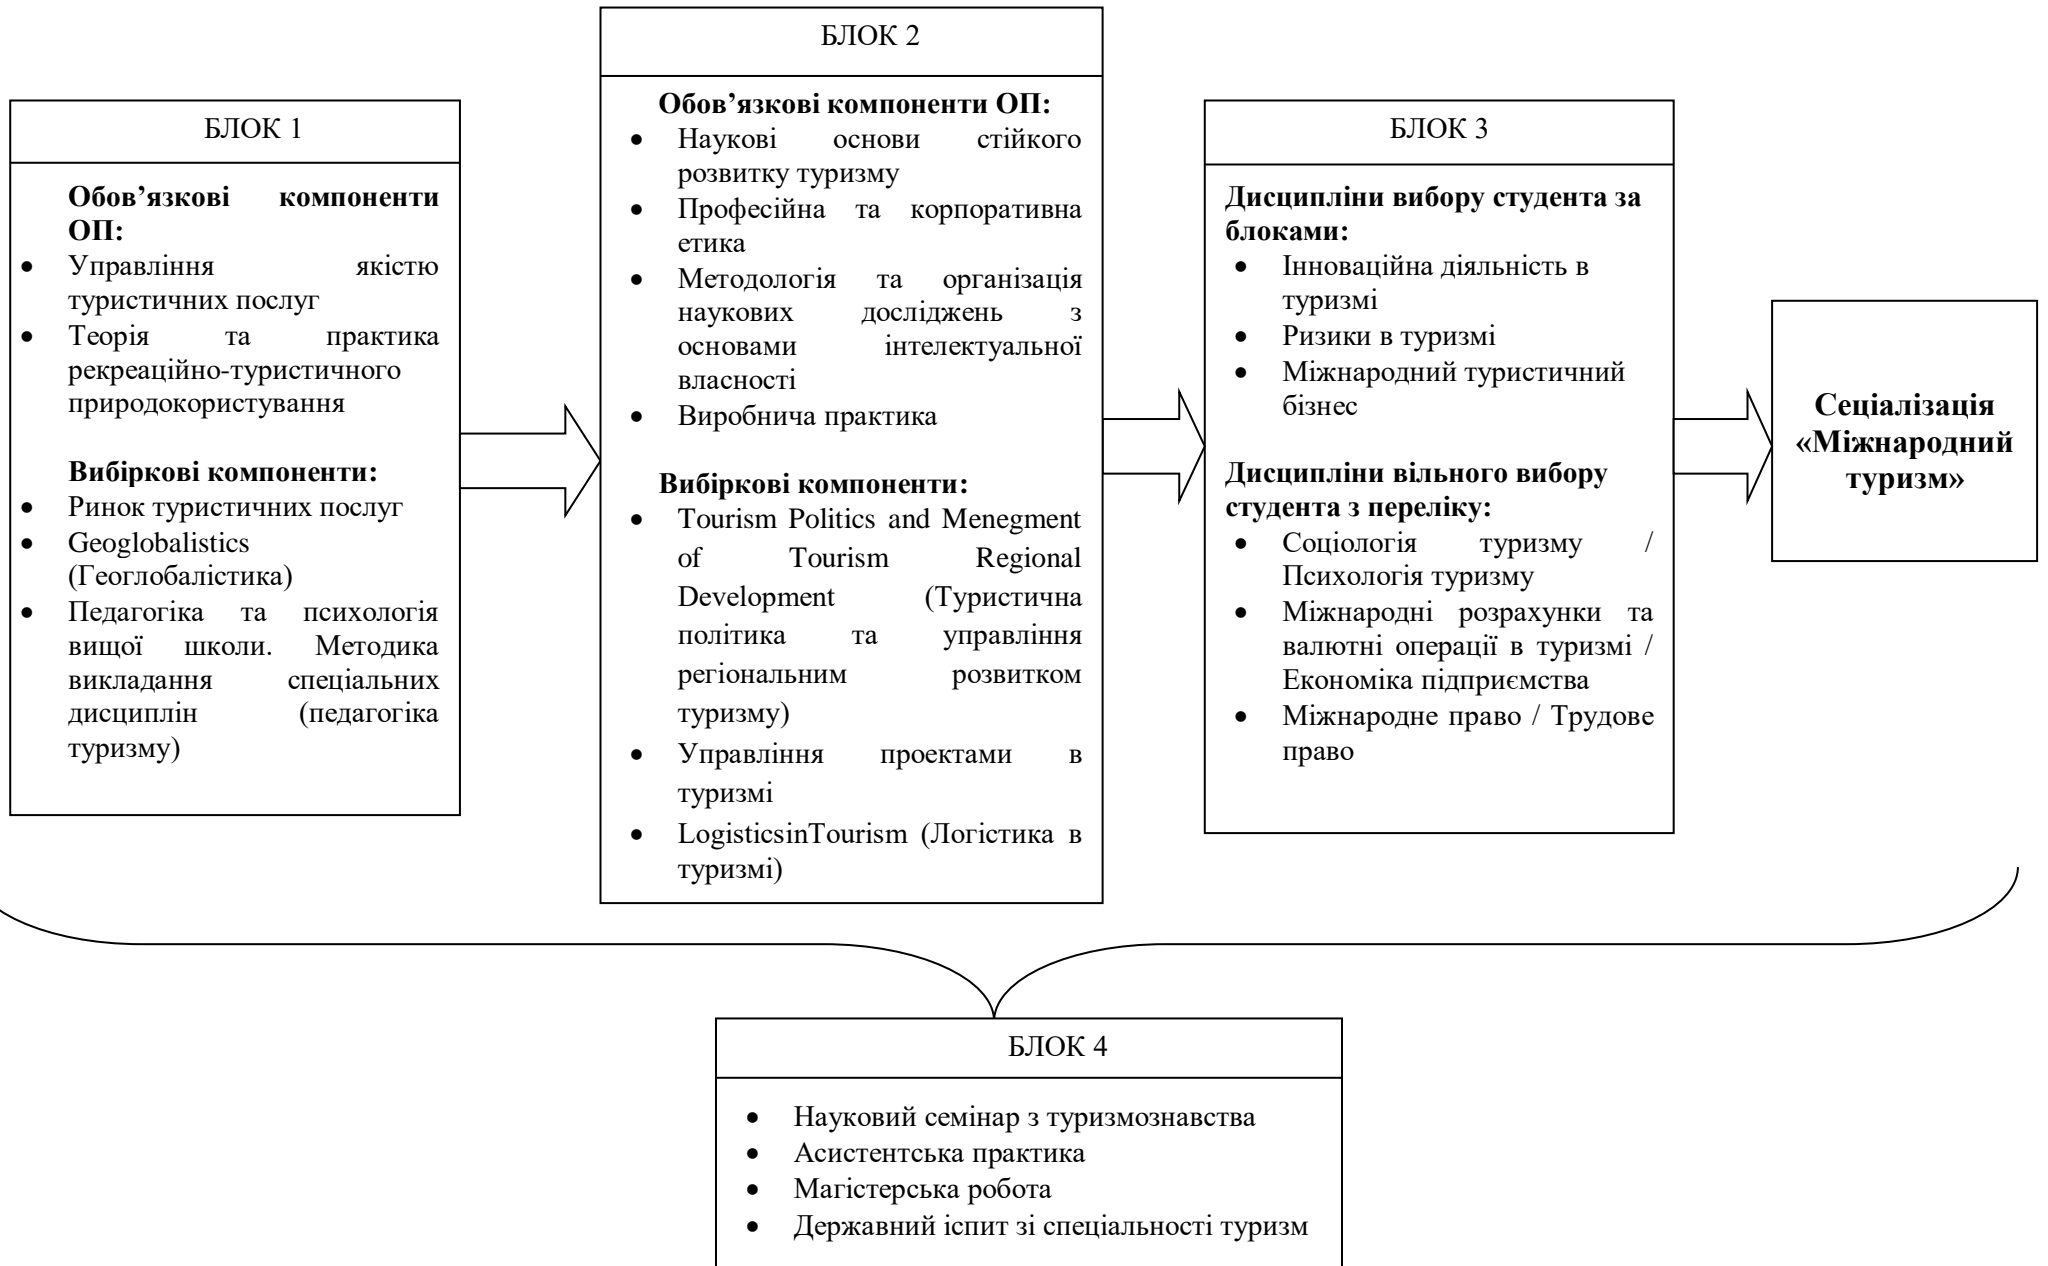 БЛОК 1
Обов’язкові компоненти
ОП:
• Управління якістю
туристичних послуг
• Теорія та практика
рекреаційно-туристичного
природокористування
Вибіркові компоненти:
• Ринок туристичних послуг
• Geoglobalistics
(Геоглобалістика)
• Педагогіка та психологія
вищої школи. Методика
викладання спеціальних
дисциплін (педагогіка
туризму)
БЛОК 2
Обов’язкові компоненти ОП:
• Наукові основи стійкого
розвитку туризму
• Професійна та корпоративна
етика
• Методологія та організація
наукових досліджень з
основами інтелектуальної
власності
• Виробнича практика
Вибіркові компоненти:
• Tourism Politics and Menegment
of Tourism Regional
Development (Туристична
політика та управління
регіональним розвитком
туризму)
• Управління проектами в
туризмі
• LogisticsinTourism (Логістика в
туризмі)
БЛОК 3
Дисципліни вибору студента за
блоками:
• Інноваційна діяльність в
туризмі
• Ризики в туризмі
• Міжнародний туристичний
бізнес
Дисципліни вільного вибору
студента з переліку:
• Соціологія туризму /
Психологія туризму
• Міжнародні розрахунки та
валютні операції в туризмі /
Економіка підприємства
• Міжнародне право / Трудове
право
Сеціалізація
«Міжнародний
туризм»
БЛОК 4
• Науковий семінар з туризмознавства
• Асистентська практика
• Магістерська робота
• Державний іспит зі спеціальності туризм